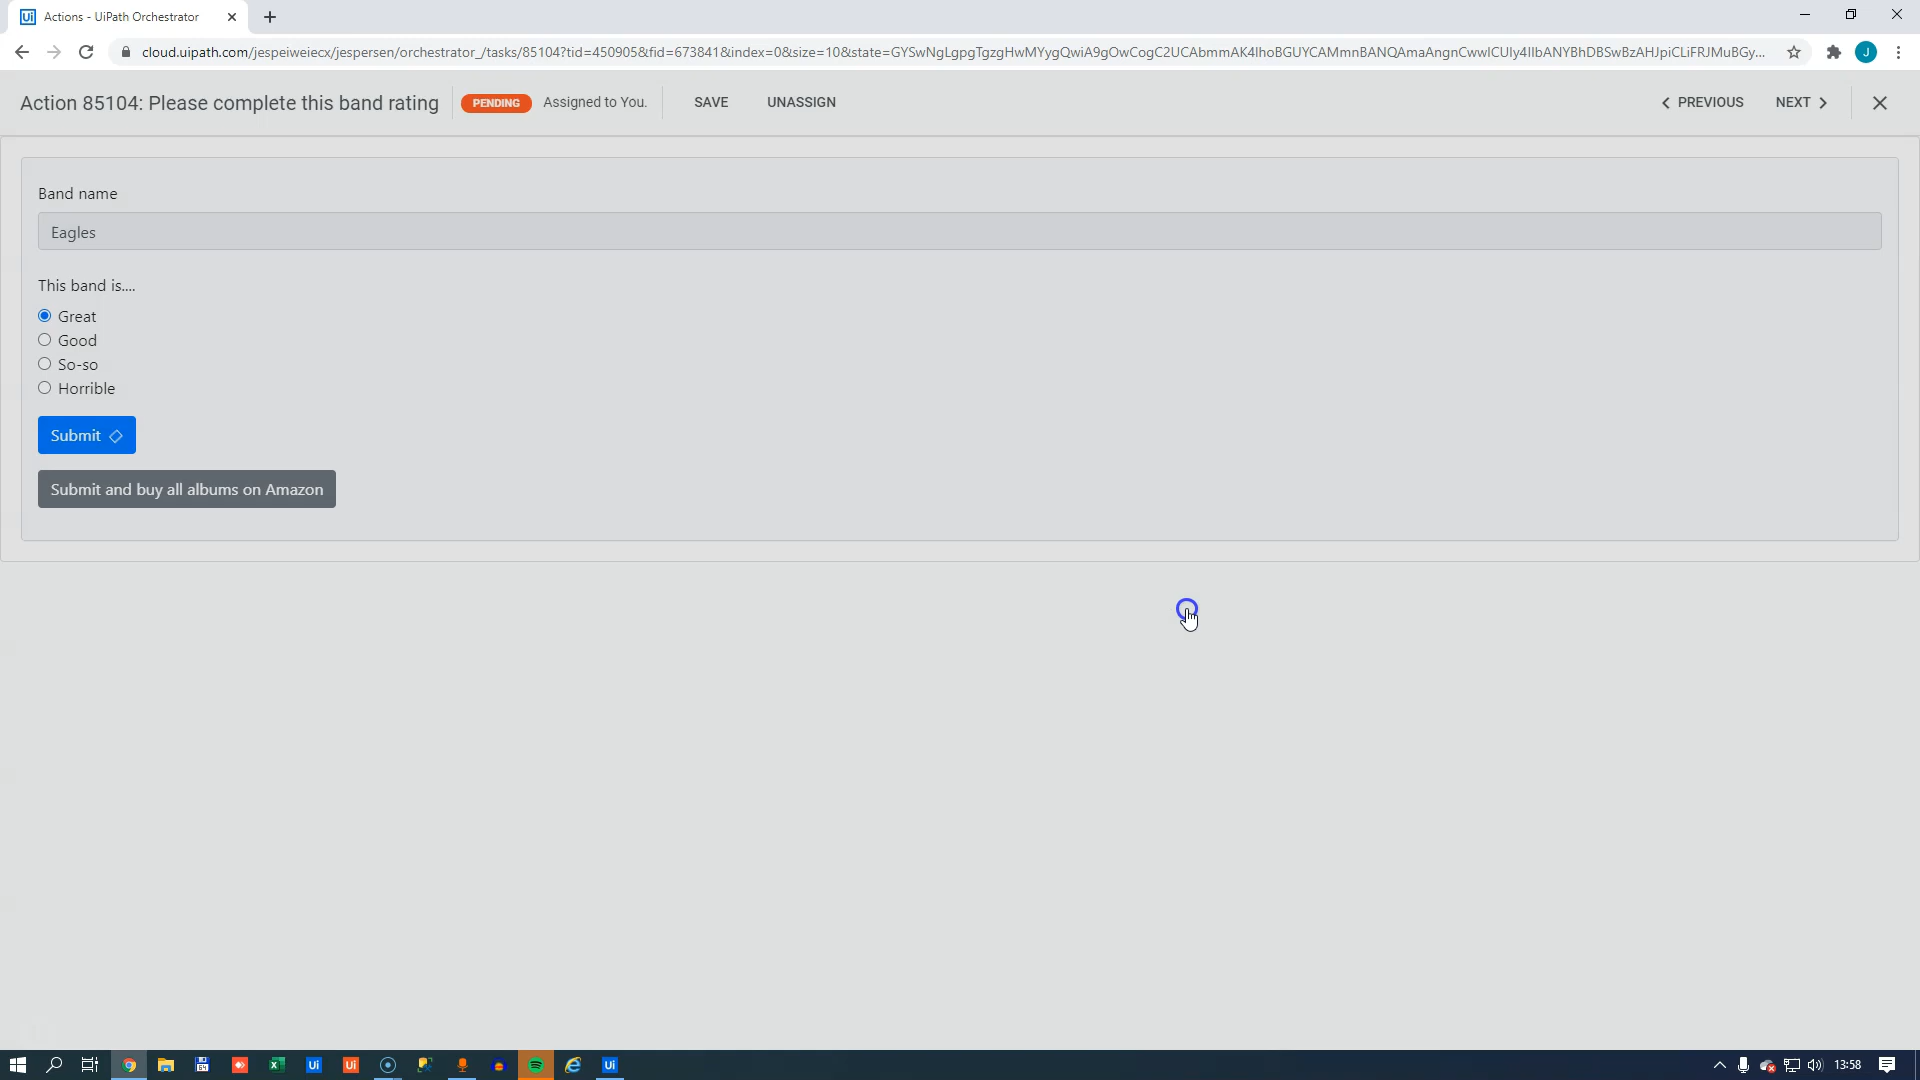 Actions - UiPath Orchestrator
cloud.uipath.com/jespeiweiecx/jespersen/orchestrator_/tasks/85104?tid=450905&fid=673841&index=0&size=10&state=
Action 85104: Please complete this band rating PENDING Assigned to You. SAVE UNASSIGN PREVIOUS NEXT
Band name
Eagles
This band is....
Great
Good
So-so
Horrible
Submit
Submit and buy all albums on Amazon
13:58